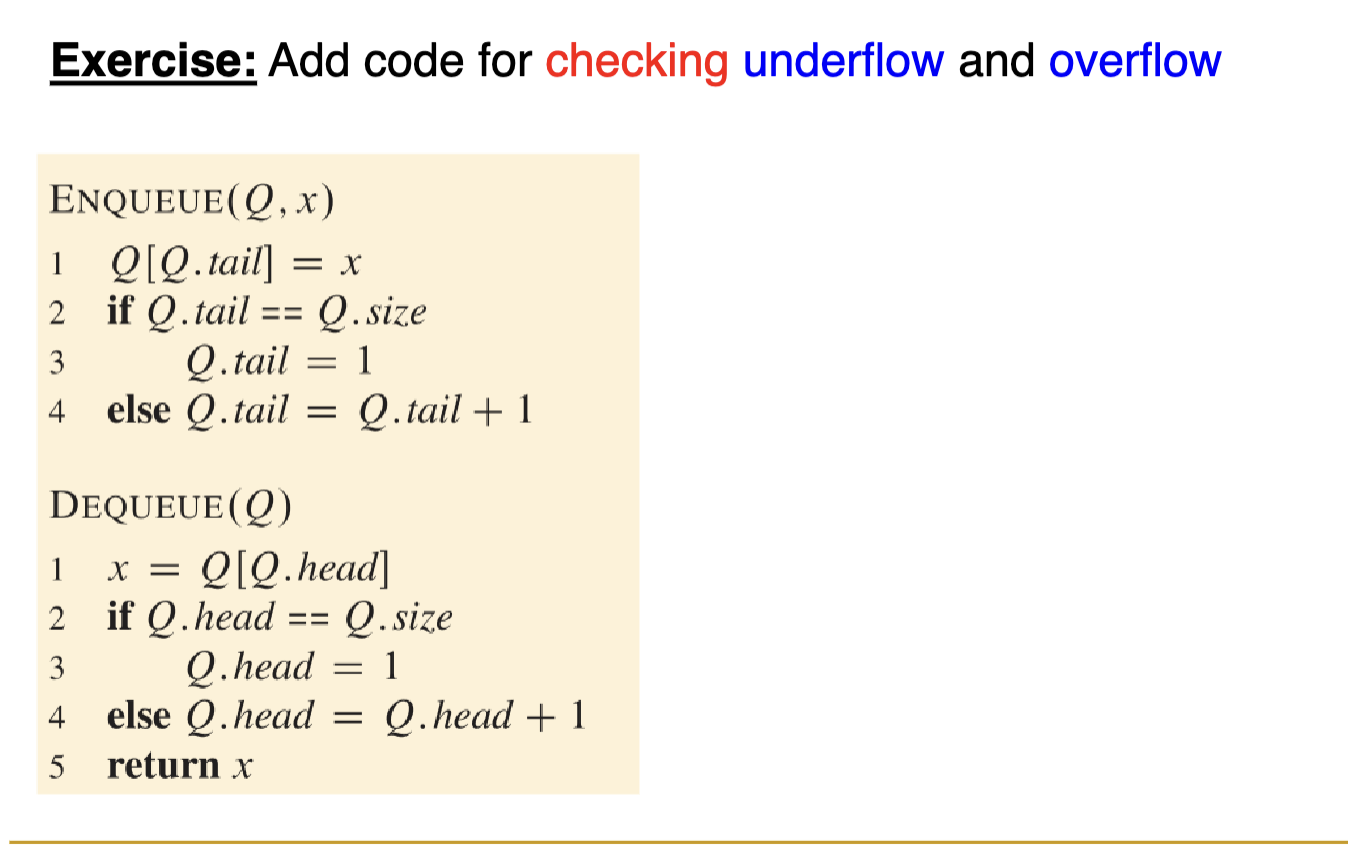 Exercise: Add code for checking underflow and overflow
ENQUEUE(Q, x)
1 Q[Q.tail] = x
2 if Q.tail == Q.size
3 Q.tail = 1
4 else Q.tail = Q.tail + 1
DEQUEUE(Q)
1 x = Q[Q.head]
2 if Q.head == Q.size
3 Q.head = 1
4 else Q.head = Q.head + 1
5 return x